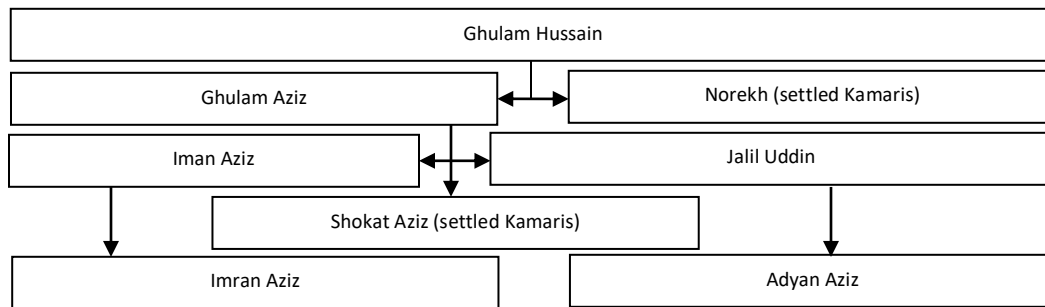 Ghulam Hussain
Ghulam Aziz
Norekh (settled Kamaris)
Iman Aziz
Jalil Uddin
Shokat Aziz (settled Kamaris)
Imran Aziz
Adyan Aziz